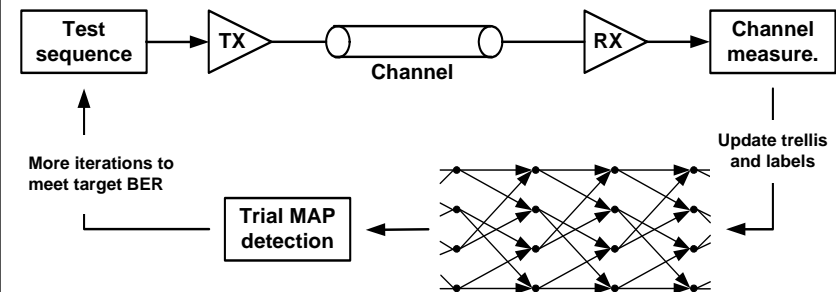 Test
sequence
TX
Channel
RX
Channel
measure.
Update trellis
and labels
More iterations to
meet target BER
Trial MAP
detection